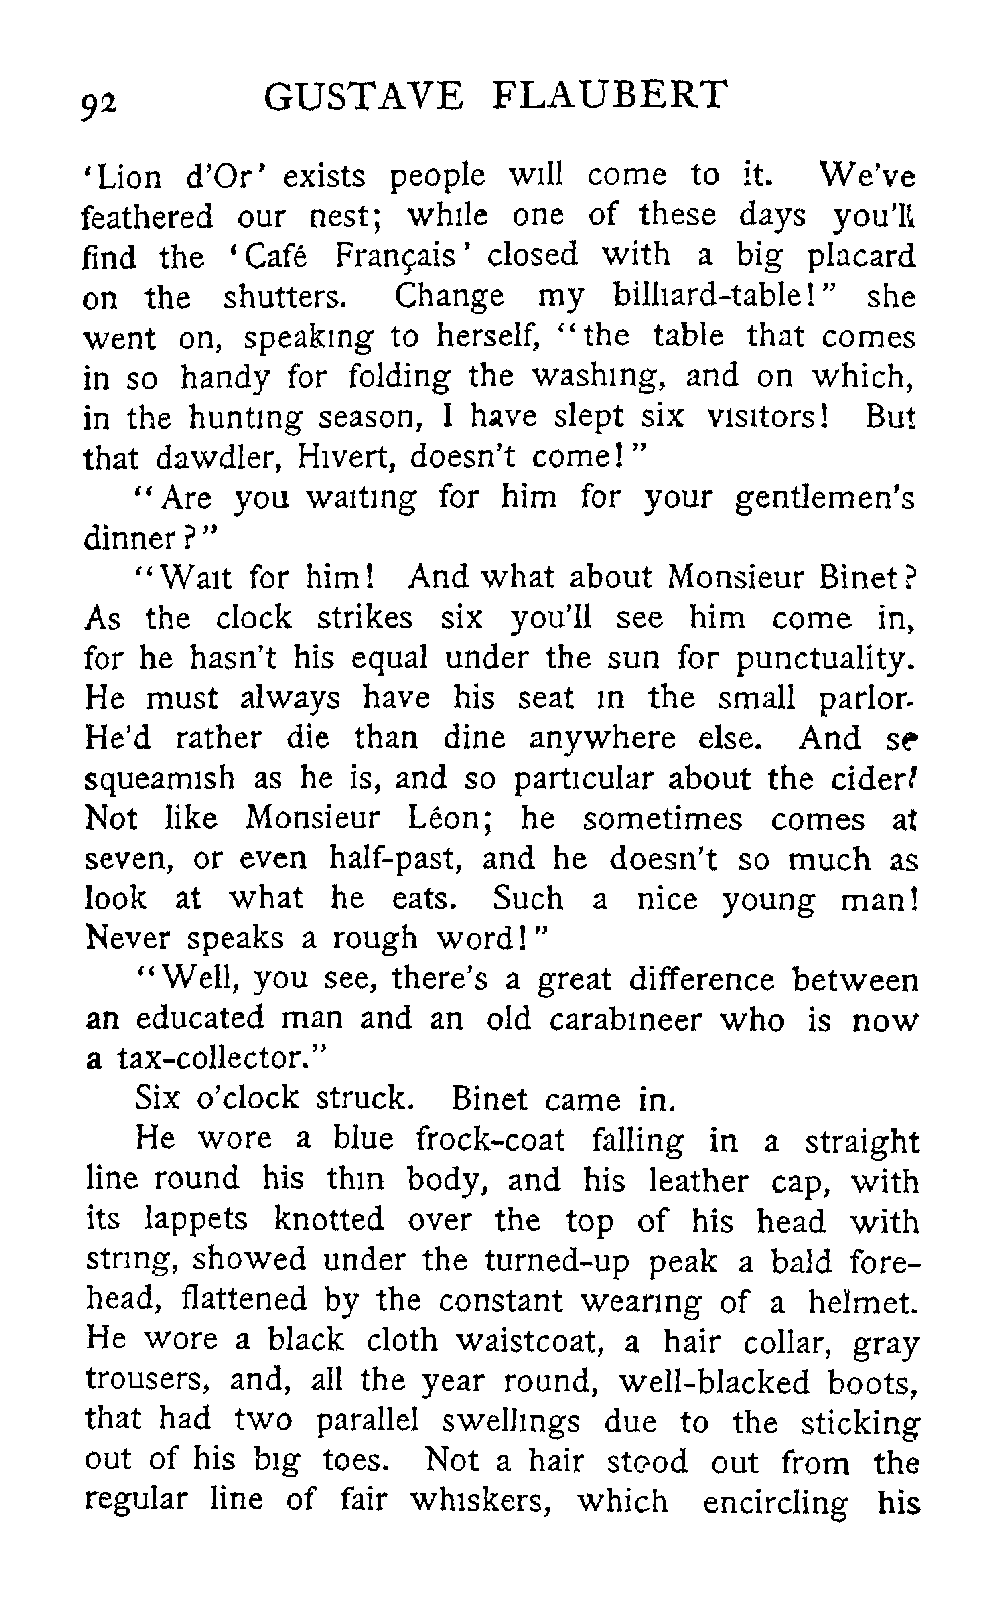 92 GUSTAVE FLAUBERT
‘Lion d’Or’ exists people will come to it. We’ve
feathered our nest; while one of these days you’ll
find the ‘Café Français’ closed with a big placard
on the shutters. Change my billiard-table!” she
went on, speaking to herself, “the table that comes
in so handy for folding the washing, and on which,
in the hunting season, I have slept six visitors! But
that dawdler, Hivert, doesn’t come!”
“Are you waiting for him for your gentlemen’s
dinner?”
“Wait for him! And what about Monsieur Binet?
As the clock strikes six you’ll see him come in,
for he hasn’t his equal under the sun for punctuality.
He must always have his seat in the small parlor.
He’d rather die than dine anywhere else. And so
squeamish as he is, and so particular about the cider!
Not like Monsieur Léon; he sometimes comes at
seven, or even half-past, and he doesn’t so much as
look at what he eats. Such a nice young man!
Never speaks a rough word!”
“Well, you see, there’s a great difference between
an educated man and an old carabineer who is now
a tax-collector.”
Six o’clock struck. Binet came in.
He wore a blue frock-coat falling in a straight
line round his thin body, and his leather cap, with
its lappets knotted over the top of his head with
string, showed under the turned-up peak a bald fore-
head, flattened by the constant wearing of a helmet.
He wore a black cloth waistcoat, a hair collar, gray
trousers, and, all the year round, well-blacked boots,
that had two parallel swellings due to the sticking
out of his big toes. Not a hair stood out from the
regular line of fair whiskers, which encircling his